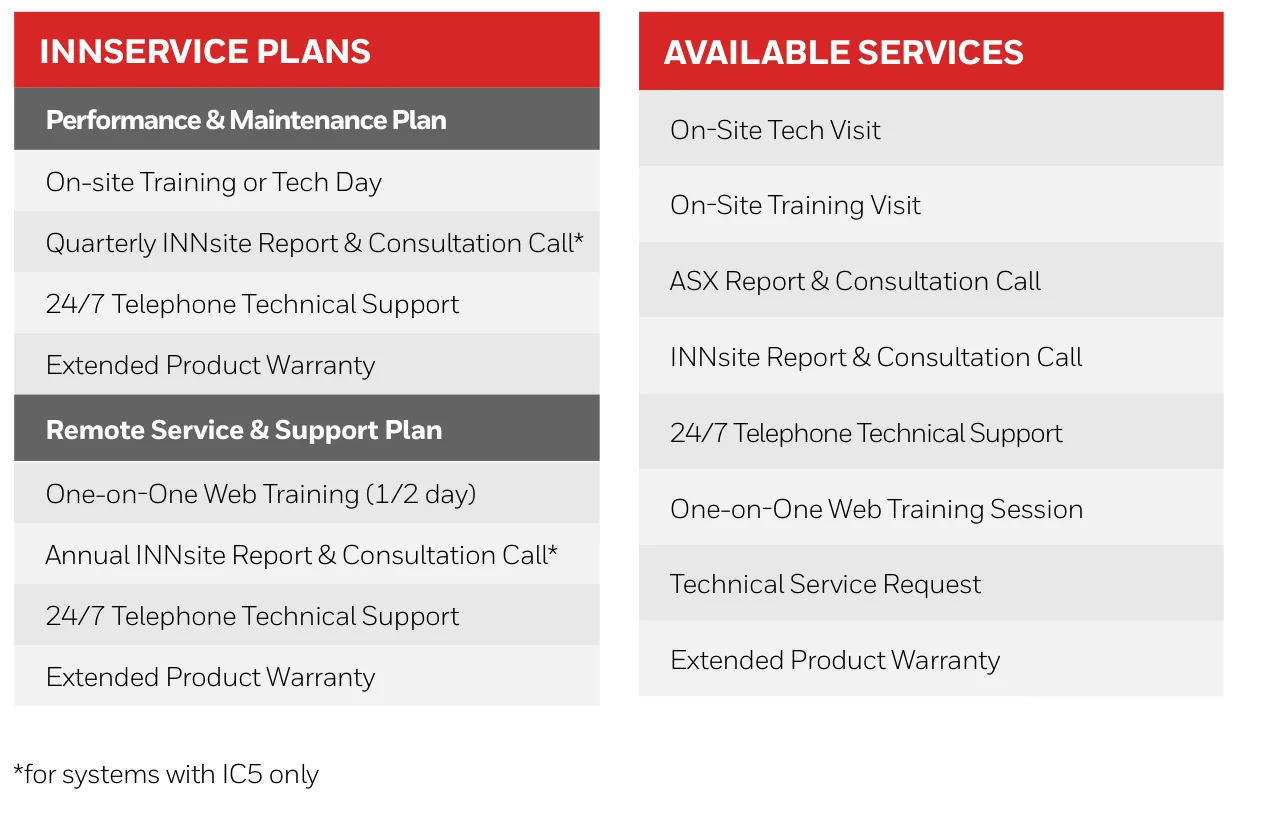 INNSERVICE PLANS
Performance & Maintenance Plan
On-site Training or Tech Day
Quarterly INNsite Report & Consultation Call*
24/7 Telephone Technical Support
Extended Product Warranty
Remote Service & Support Plan
One-on-One Web Training (1/2 day)
Annual INNsite Report & Consultation Call*
24/7 Telephone Technical Support
Extended Product Warranty
*for systems with IC5 only
AVAILABLE SERVICES
On-Site Tech Visit
On-Site Training Visit
ASX Report & Consultation Call
INNsite Report & Consultation Call
24/7 Telephone Technical Support
One-on-One Web Training Session
Technical Service Request
Extended Product Warranty